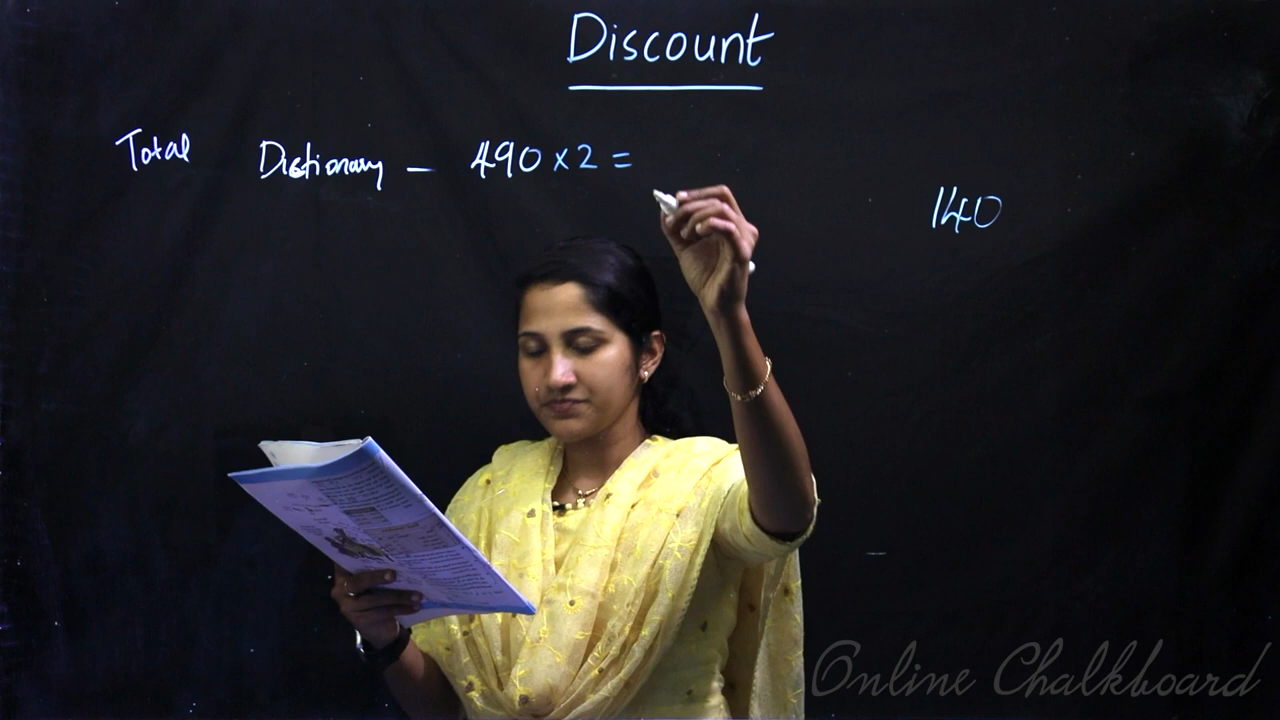 Discount
Total Dictionary – 490 × 2 =
140
Online Chalkboard